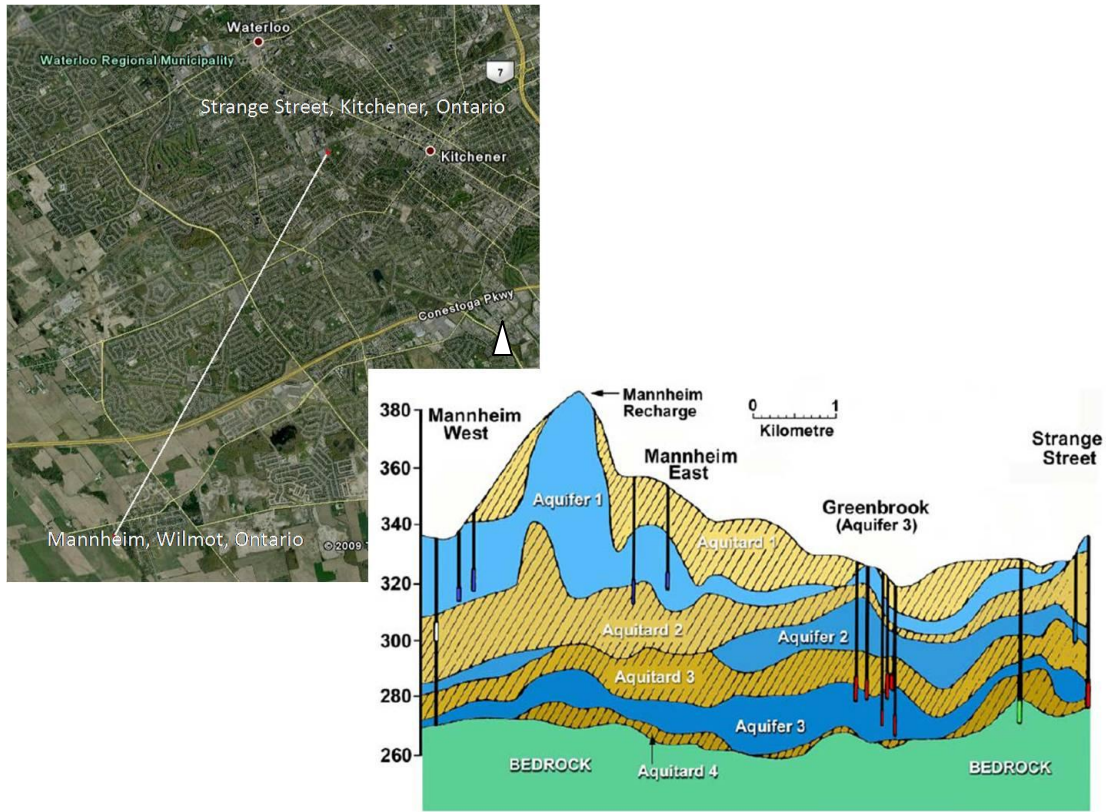 Waterloo
Waterloo Regional Municipality
7
Strange Street, Kitchener, Ontario
Kitchener
Conestoga Pkwy
Mannheim, Wilmot, Ontario
© 2009
Mannheim
West
Mannheim
Recharge
0 1
Kilometre
Mannheim
East
Strange
Street
Greenbrook
(Aquifer 3)
380
360
340
320
300
280
260
Aquifer 1
Aquitard 1
Aquitard 2
Aquifer 2
Aquitard 3
Aquifer 3
BEDROCK
Aquitard 4
BEDROCK